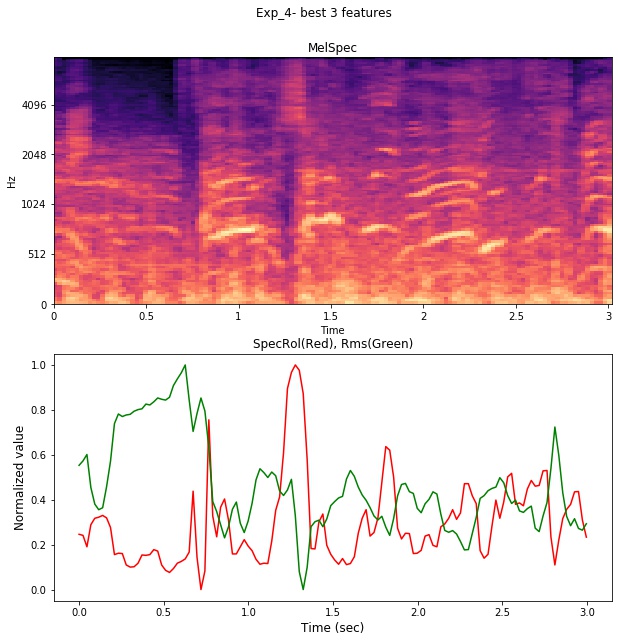 Exp_4- best 3 features
MelSpec
4096
2048
1024
512
0
Hz
0 0.5 1 1.5 2 2.5 3
Time
SpecRol(Red), Rms(Green)
1.0
0.8
0.6
0.4
0.2
0.0
Normalized value
0.0 0.5 1.0 1.5 2.0 2.5 3.0
Time (sec)